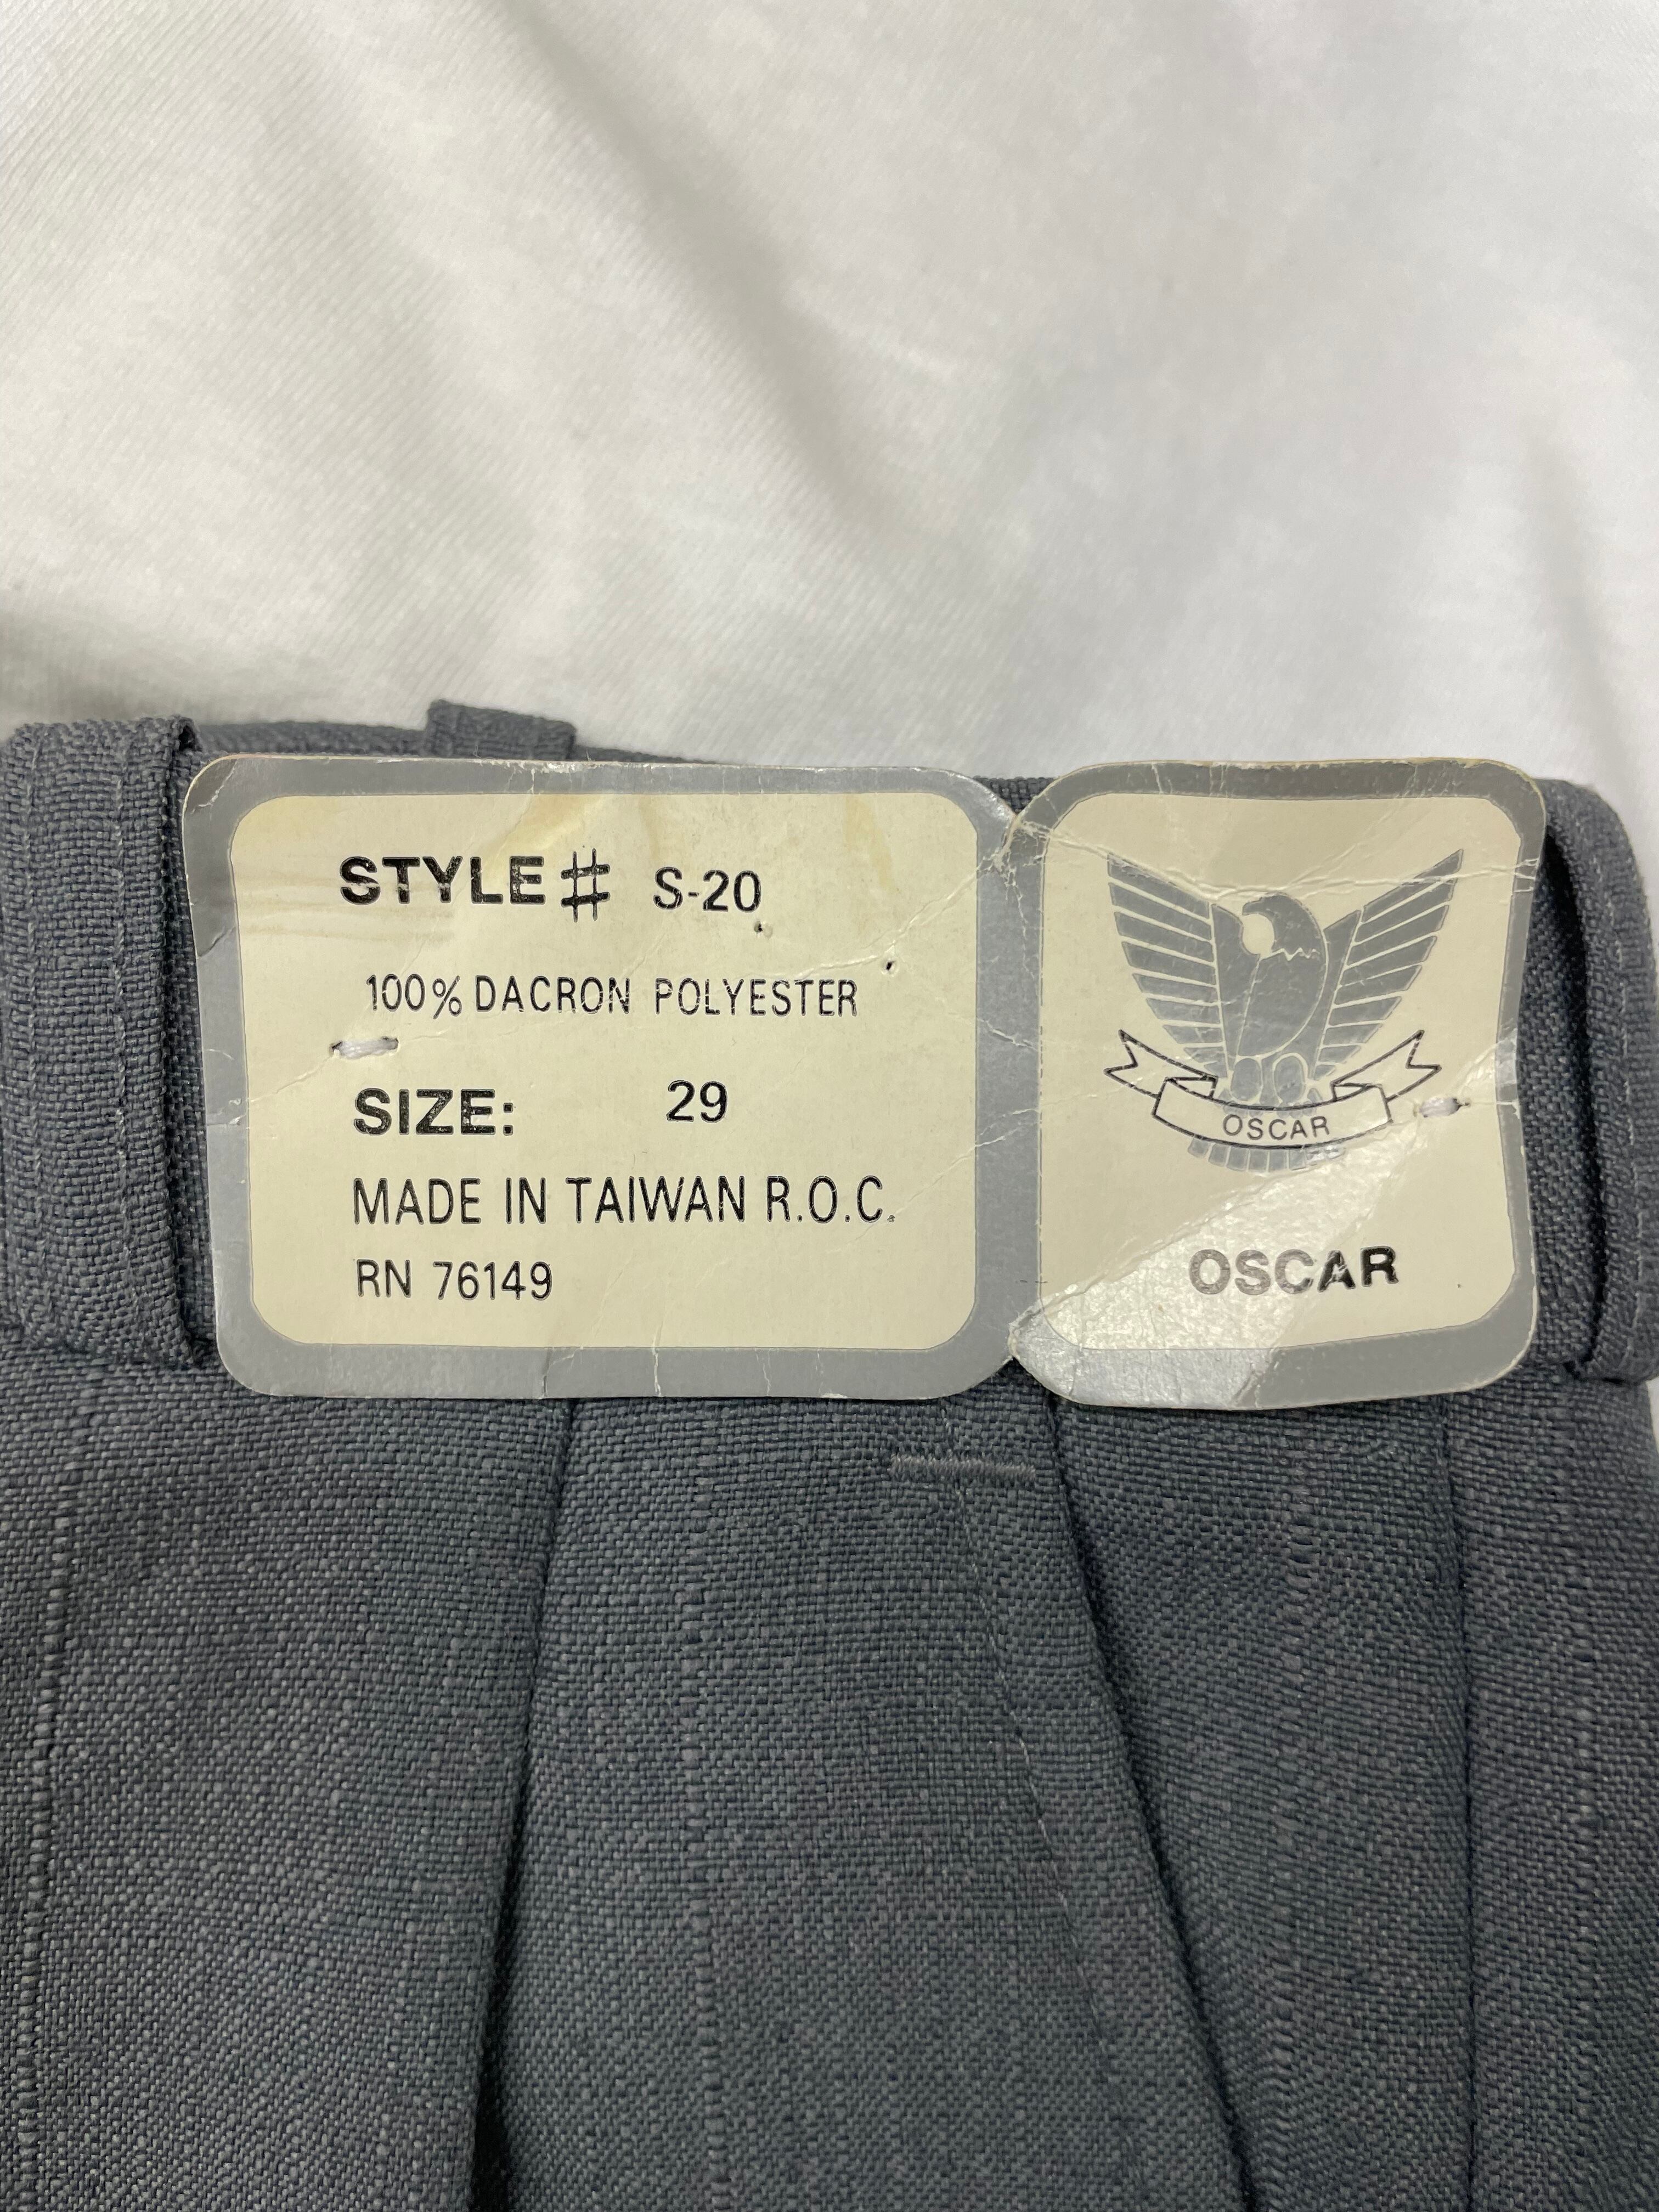 STYLE# S-20
100% DACRON POLYESTER
SIZE: 29
MADE IN TAIWAN R.O.C.
RN 76149
OSCAR
OSCAR